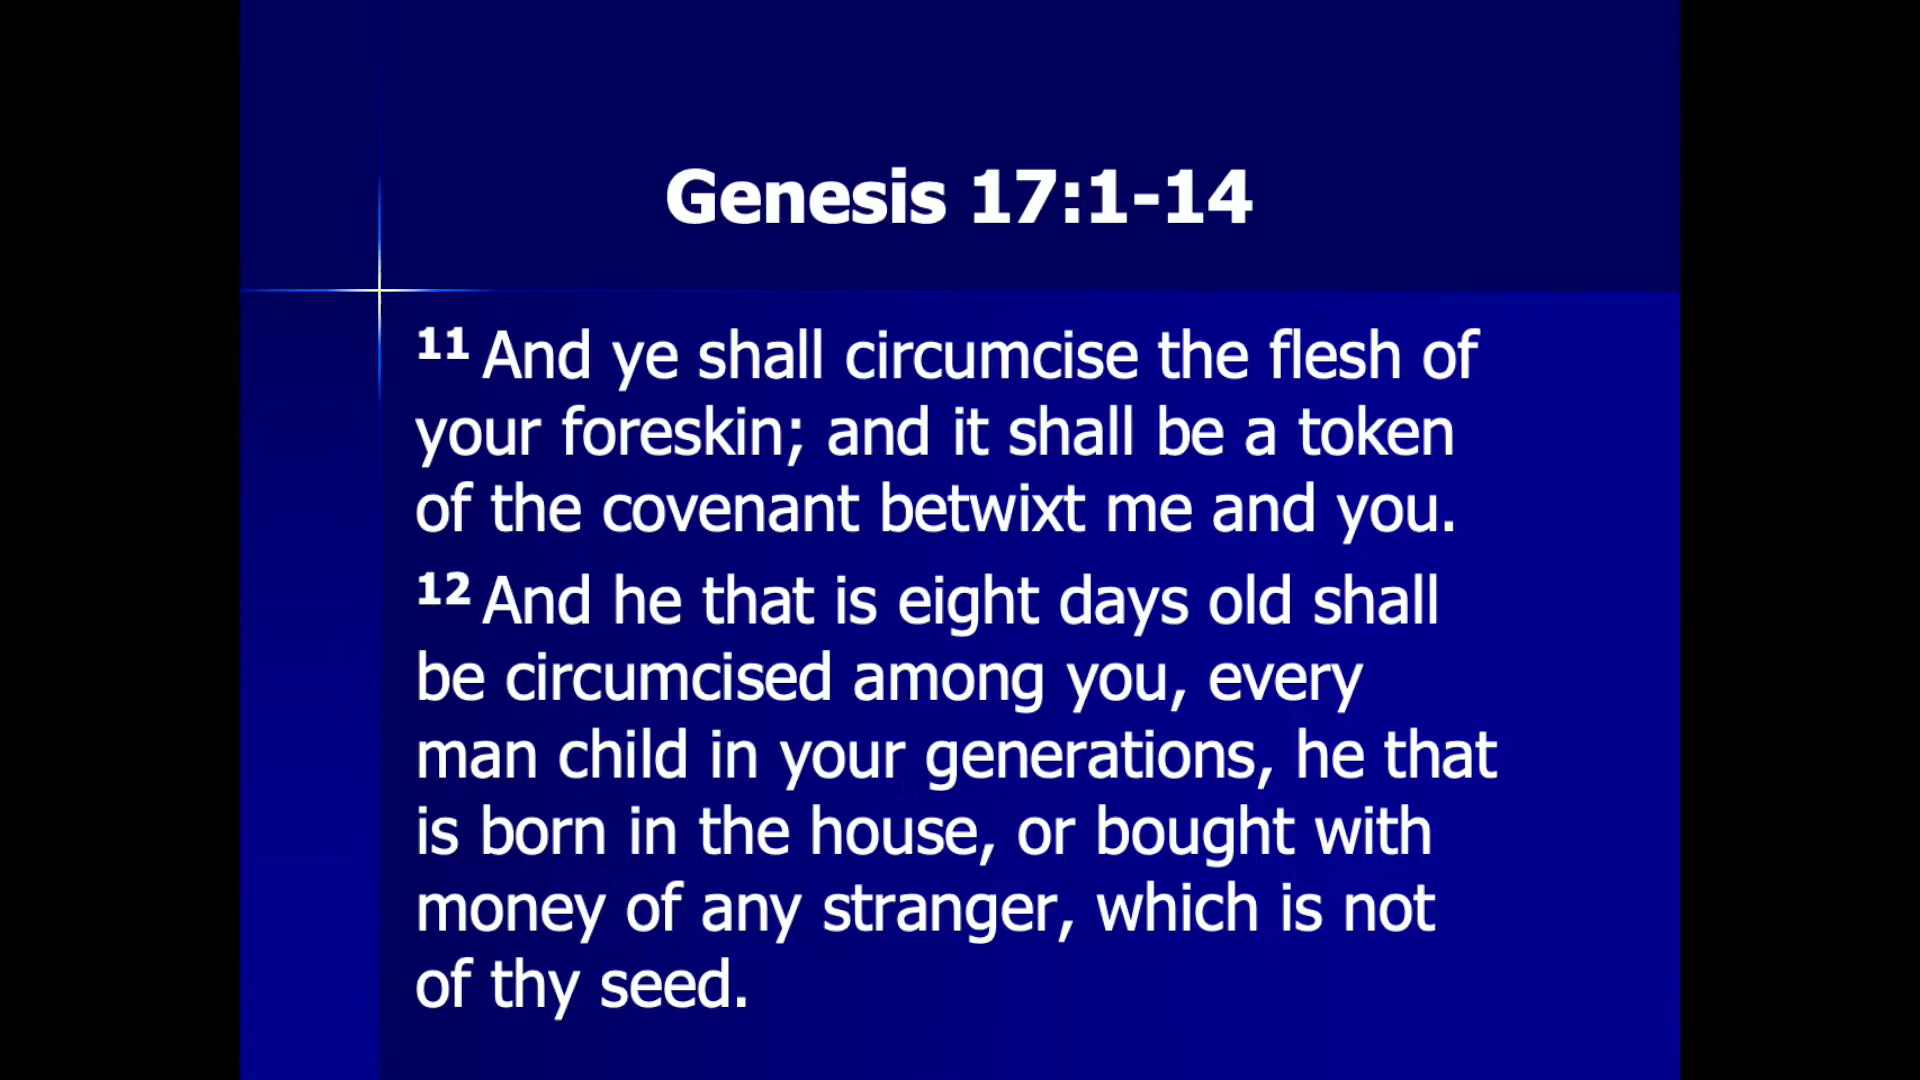 Genesis 17:1-14
11 And ye shall circumcise the flesh of
your foreskin; and it shall be a token
of the covenant betwixt me and you.
12 And he that is eight days old shall
be circumcised among you, every
man child in your generations, he that
is born in the house, or bought with
money of any stranger, which is not
of thy seed.